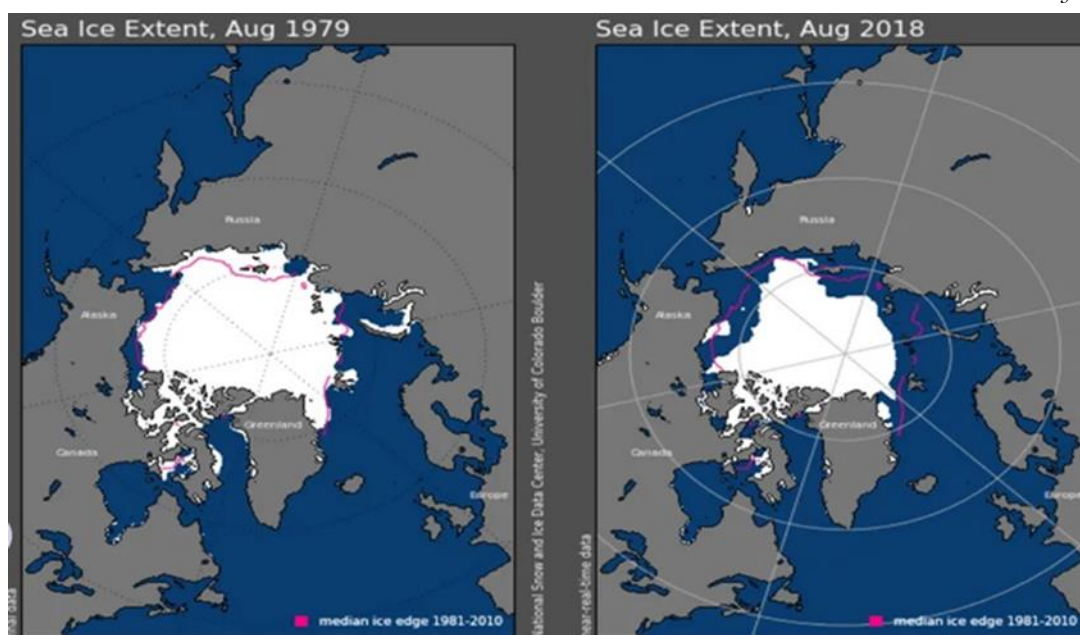 Sea Ice Extent, Aug 1979
Russia
Alaska
Greenland
Canada
Europe
median ice edge 1981-2010
National Snow and Ice Data Center, University of Colorado Boulder
Sea Ice Extent, Aug 2018
Russia
Alaska
Greenland
Canada
Europe
median ice edge 1981-2010
near-real-time data